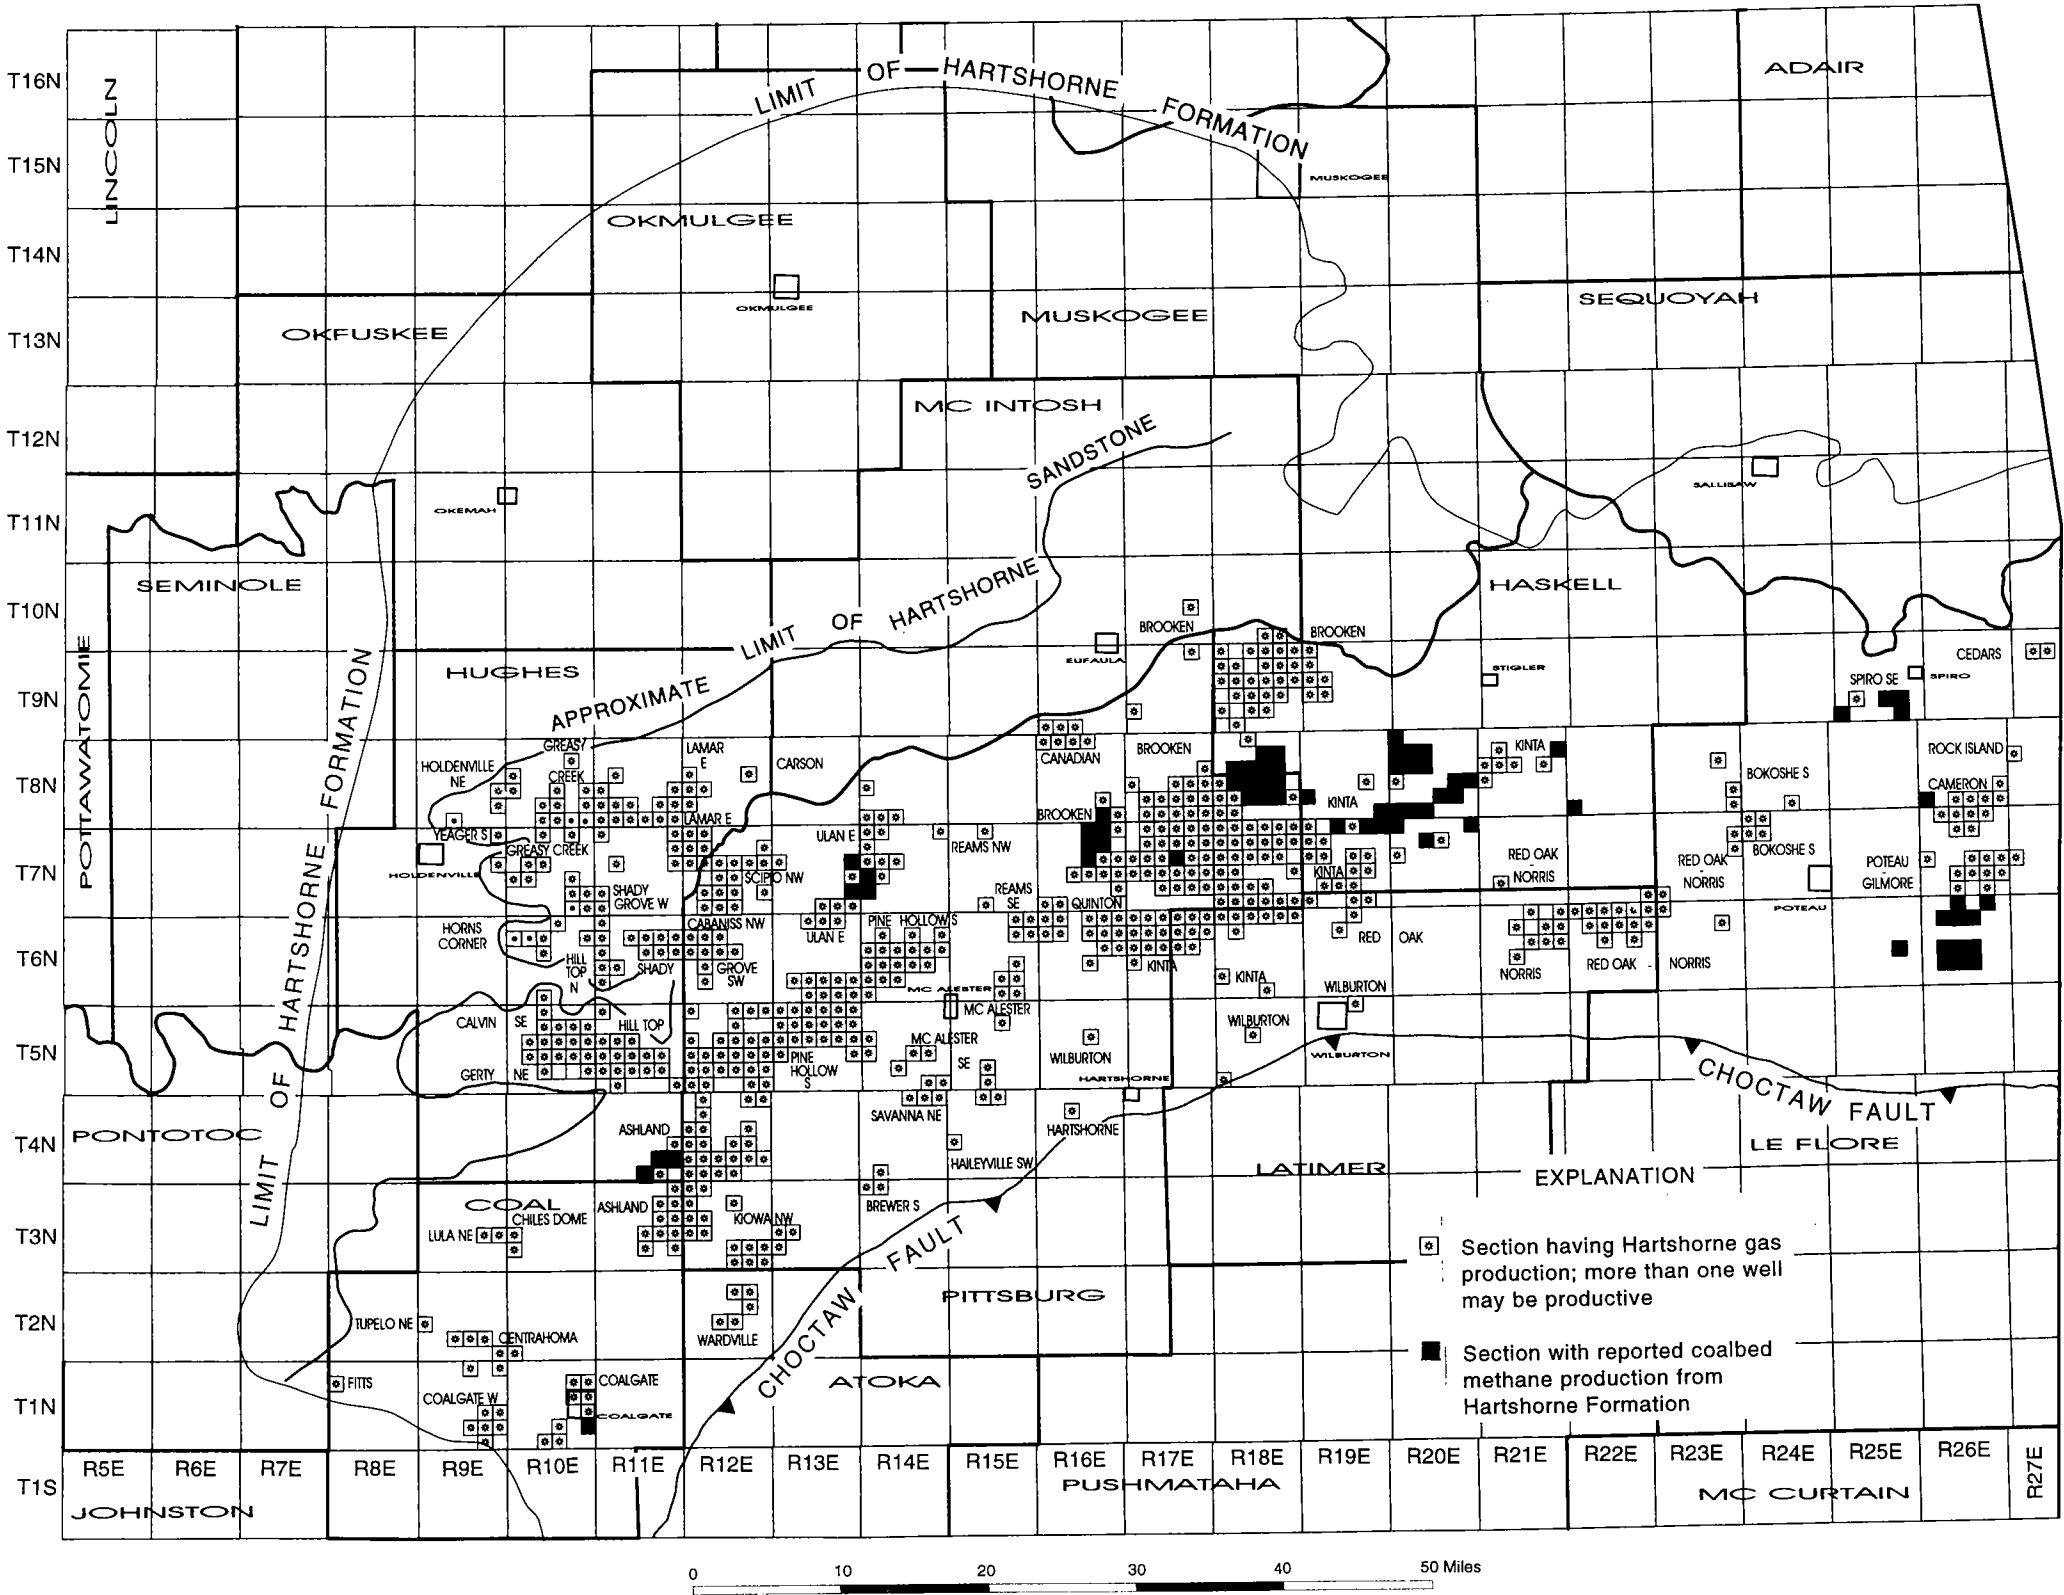 T16N
T15N
T14N
T13N
T12N
T11N
T10N
T9N
T8N
T7N
T6N
T5N
T4N
T3N
T2N
T1N
T1S
LINCOLN
ADAIR
LIMIT OF HARTSHORNE FORMATION
MUSKOGEE
OKMULGEE
OKMULGEE
OKFUSKEE
MUSKOGEE
SEQUOYAH
MC INTOSH
SALLISAW
OKEMAH
APPROXIMATE LIMIT OF HARTSHORNE SANDSTONE
SEMINOLE
HASKELL
POTTAWATOMIE
LIMIT OF HARTSHORNE FORMATION
HUGHES
EUFAULA
BROOKEN
BROOKEN
STIGLER
CEDARS
SPIRO SE
SPIRO
GREASY
CREEK
HOLDENVILLE
NE
LAMAR
E
CARSON
CANADIAN
BROOKEN
KINTA
ROCK ISLAND
BOKOSHE S
CAMERON
YEAGER S
LAMAR E
ULAN E
REAMS NW
BROOKEN
KINTA
GREASY CREEK
HOLDENVILLE
SCIPIO NW
KINTA
RED OAK
NORRIS
RED OAK
-
NORRIS
BOKOSHE S
POTEAU
-
GILMORE
POTEAU
SHADY
GROVE W
REAMS
SE
QUINTON
HORNS
CORNER
CABANISS NW
ULAN E
PINE HOLLOW S
RED OAK
HILL
TOP
N
SHADY
GROVE
SW
KINTA
KINTA
NORRIS
RED OAK - NORRIS
MC ALESTER
MC ALESTER
WILBURTON
CALVIN SE
HILL TOP
MC ALESTER
SE
WILBURTON
WILBURTON
WILBURTON
GERTY NE
PINE
HOLLOW
S
HARTSHORNE
CHOCTAW FAULT
PONTOTOC
ASHLAND
SAVANNA NE
HARTSHORNE
LE FLORE
HAILEYVILLE SW
LATIMER
COAL
ASHLAND
BREWER S
CHILES DOME
LULA NE
KIOWA NW
CHOCTAW FAULT
PITTSBURG
TUPELO NE
CENTRAHOMA
WARDVILLE
FITTS
COALGATE
COALGATE W
COALGATE
ATOKA
EXPLANATION
Section having Hartshorne gas
production; more than one well
may be productive
Section with reported coalbed
methane production from
Hartshorne Formation
R5E R6E R7E R8E R9E R10E R11E R12E R13E R14E R15E R16E R17E R18E R19E R20E R21E R22E R23E R24E R25E R26E R27E
JOHNSTON
PUSHMATAHA
MC CURTAIN
0 10 20 30 40 50 Miles